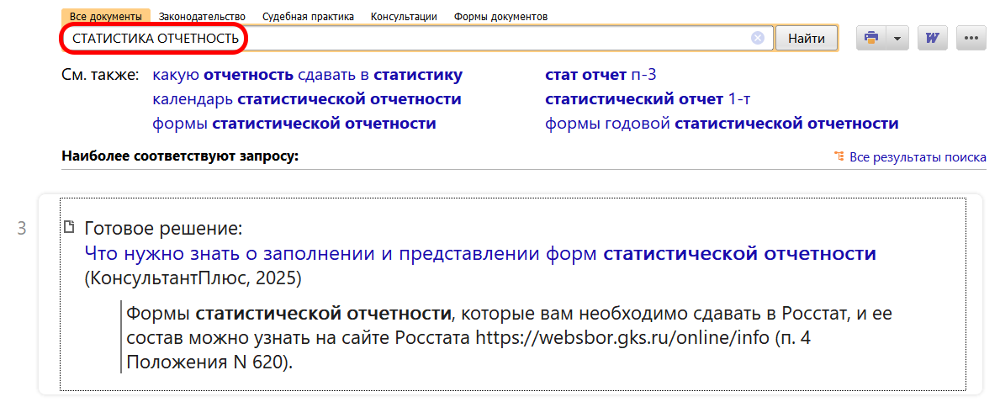 Все документы Законодательство Судебная практика Консультации Формы документов
СТАТИСТИКА ОТЧЕТНОСТЬ Найти W
См. также: какую отчетность сдавать в статистику стат отчет п-3
календарь статистической отчетности статистический отчет 1-т
формы статистической отчетности формы годовой статистической отчетности
Наиболее соответствуют запросу: Все результаты поиска
3 Готовое решение:
Что нужно знать о заполнении и представлении форм статистической отчетности
(КонсультантПлюс, 2025)
Формы статистической отчетности, которые вам необходимо сдавать в Росстат, и ее
состав можно узнать на сайте Росстата https://websbor.gks.ru/online/info (п. 4
Положения N 620).